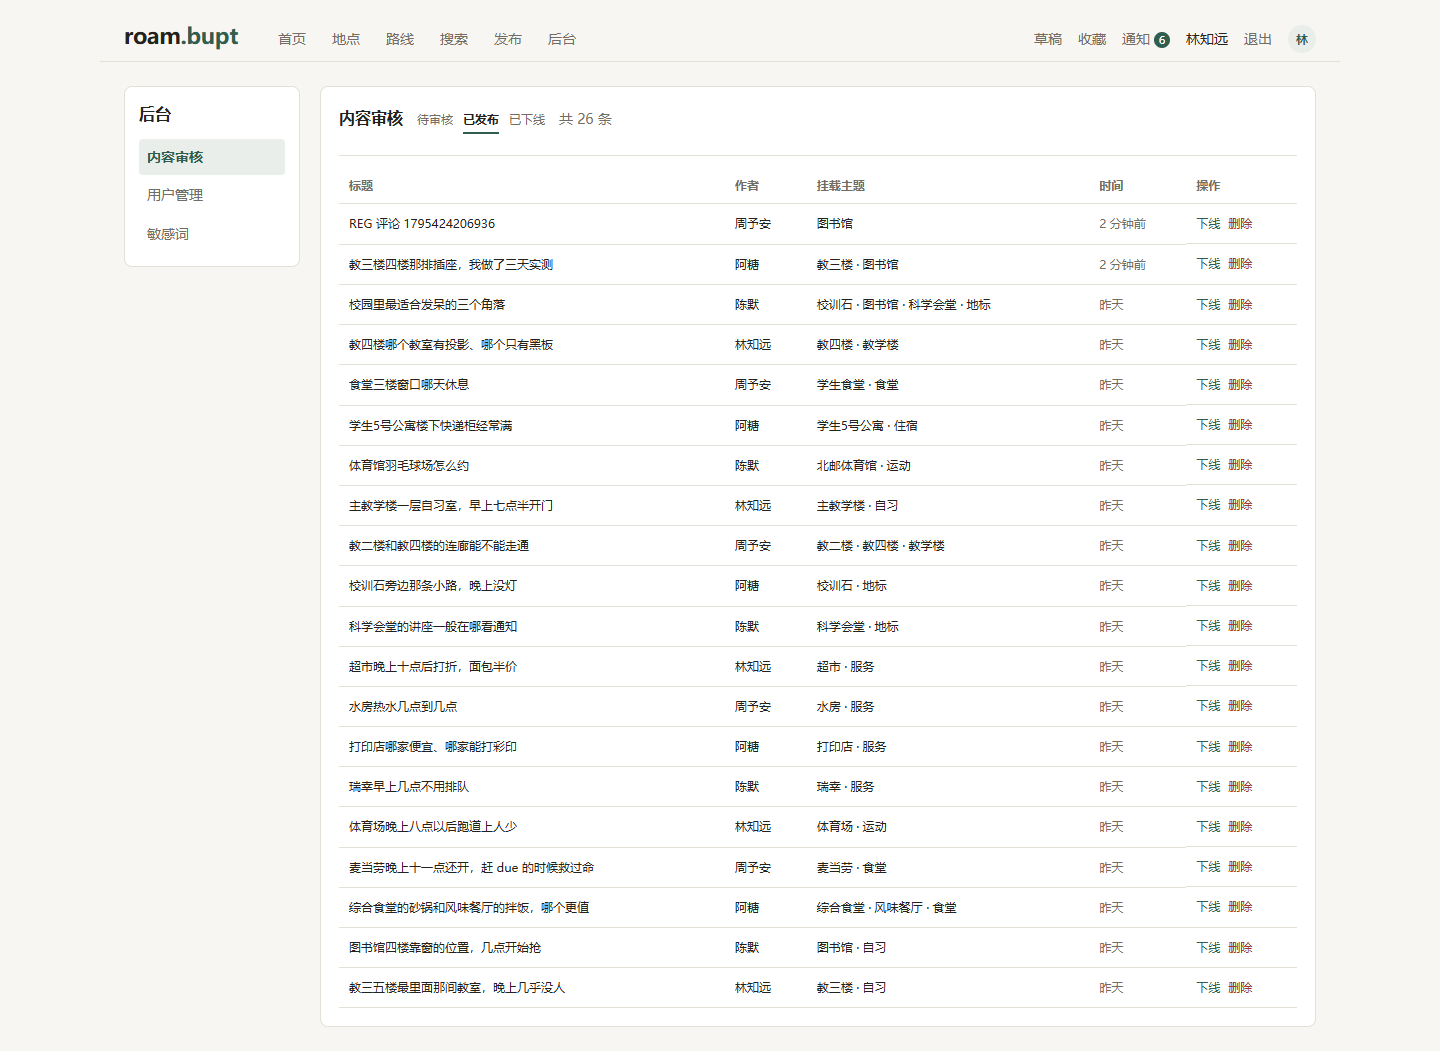 roam.bupt 首页 地点 路线 搜索 发布 后台 草稿 收藏 通知 6 林知远 退出 林
后台
内容审核
用户管理
敏感词
内容审核 待审核 已发布 已下线 共 26 条
标题 作者 挂载主题 时间 操作
REG 评论 1795424206936 周予安 图书馆 2 分钟前 下线 删除
教三楼四楼那排插座，我做了三天实测 阿糖 教三楼 · 图书馆 2 分钟前 下线 删除
校园里最适合发呆的三个角落 陈默 校训石 · 图书馆 · 科学会堂 · 地标 昨天 下线 删除
教四楼哪个教室有投影、哪个只有黑板 林知远 教四楼 · 教学楼 昨天 下线 删除
食堂三楼窗口哪天休息 周予安 学生食堂 · 食堂 昨天 下线 删除
学生5号公寓楼下快递柜经常满 阿糖 学生5号公寓 · 住宿 昨天 下线 删除
体育馆羽毛球场怎么约 陈默 北邮体育馆 · 运动 昨天 下线 删除
主教学楼一层自习室，早上七点半开门 林知远 主教学楼 · 自习 昨天 下线 删除
教二楼和教四楼的连廊能不能走通 周予安 教二楼 · 教四楼 · 教学楼 昨天 下线 删除
校训石旁边那条小路，晚上没灯 阿糖 校训石 · 地标 昨天 下线 删除
科学会堂的讲座一般在哪看通知 陈默 科学会堂 · 地标 昨天 下线 删除
超市晚上十点后打折，面包半价 林知远 超市 · 服务 昨天 下线 删除
水房热水几点到几点 周予安 水房 · 服务 昨天 下线 删除
打印店哪家便宜、哪家能打彩印 阿糖 打印店 · 服务 昨天 下线 删除
瑞幸早上几点不用排队 陈默 瑞幸 · 服务 昨天 下线 删除
体育场晚上八点以后跑道上人少 林知远 体育场 · 运动 昨天 下线 删除
麦当劳晚上十一点还开，赶 due 的时候救过命 周予安 麦当劳 · 食堂 昨天 下线 删除
综合食堂的砂锅和风味餐厅的拌饭，哪个更值 阿糖 综合食堂 · 风味餐厅 · 食堂 昨天 下线 删除
图书馆四楼靠窗的位置，几点开始抢 陈默 图书馆 · 自习 昨天 下线 删除
教三五楼最里面那间教室，晚上几乎没人 林知远 教三楼 · 自习 昨天 下线 删除